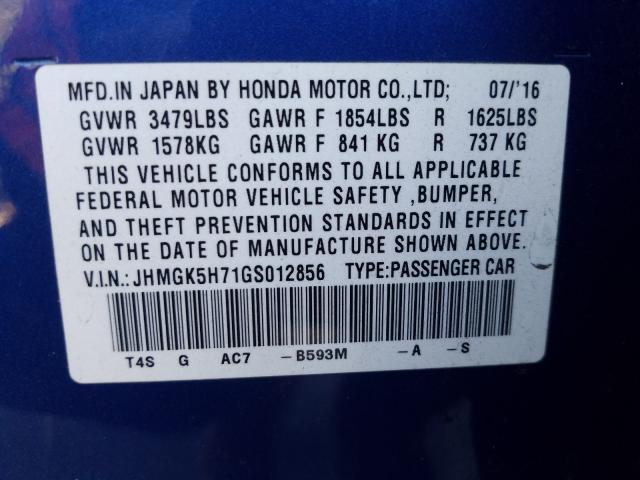 MFD.IN JAPAN BY HONDA MOTOR CO.,LTD; 07/'16
GVWR 3479LBS GAWR F 1854LBS R 1625LBS
GVWR 1578KG GAWR F 841 KG R 737 KG
THIS VEHICLE CONFORMS TO ALL APPLICABLE
FEDERAL MOTOR VEHICLE SAFETY ,BUMPER,
AND THEFT PREVENTION STANDARDS IN EFFECT
ON THE DATE OF MANUFACTURE SHOWN ABOVE.
V.I.N.:JHMGK5H71GS012856 TYPE:PASSENGER CAR
T4S G AC7 -B593M -A -S